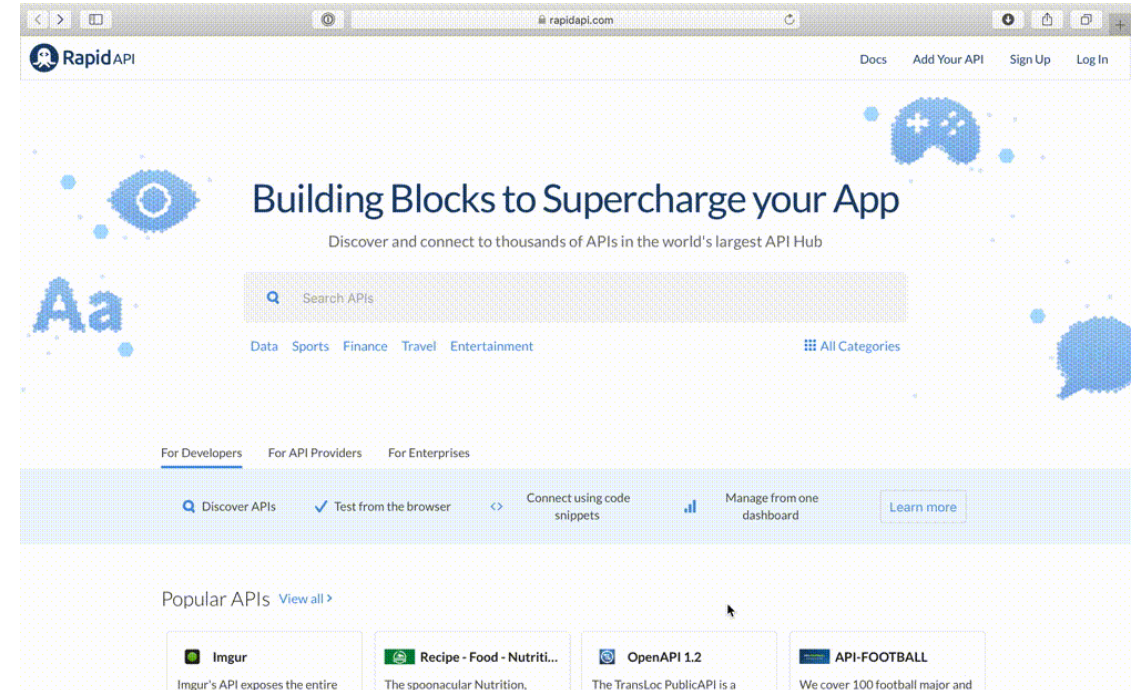 rapidapi.com
Rapid API
Docs Add Your API Sign Up Log In
Building Blocks to Supercharge your App
Discover and connect to thousands of APIs in the world's largest API Hub
Aa
Search APIs
Data Sports Finance Travel Entertainment All Categories
For Developers For API Providers For Enterprises
Discover APIs Test from the browser Connect using code snippets Manage from one dashboard Learn more
Popular APIs View all >
Imgur Recipe - Food - Nutriti... OpenAPI 1.2 API-FOOTBALL
Imgur's API exposes the entire The spoonacular Nutrition, The TransLoc PublicAPI is a We cover 100 football major and